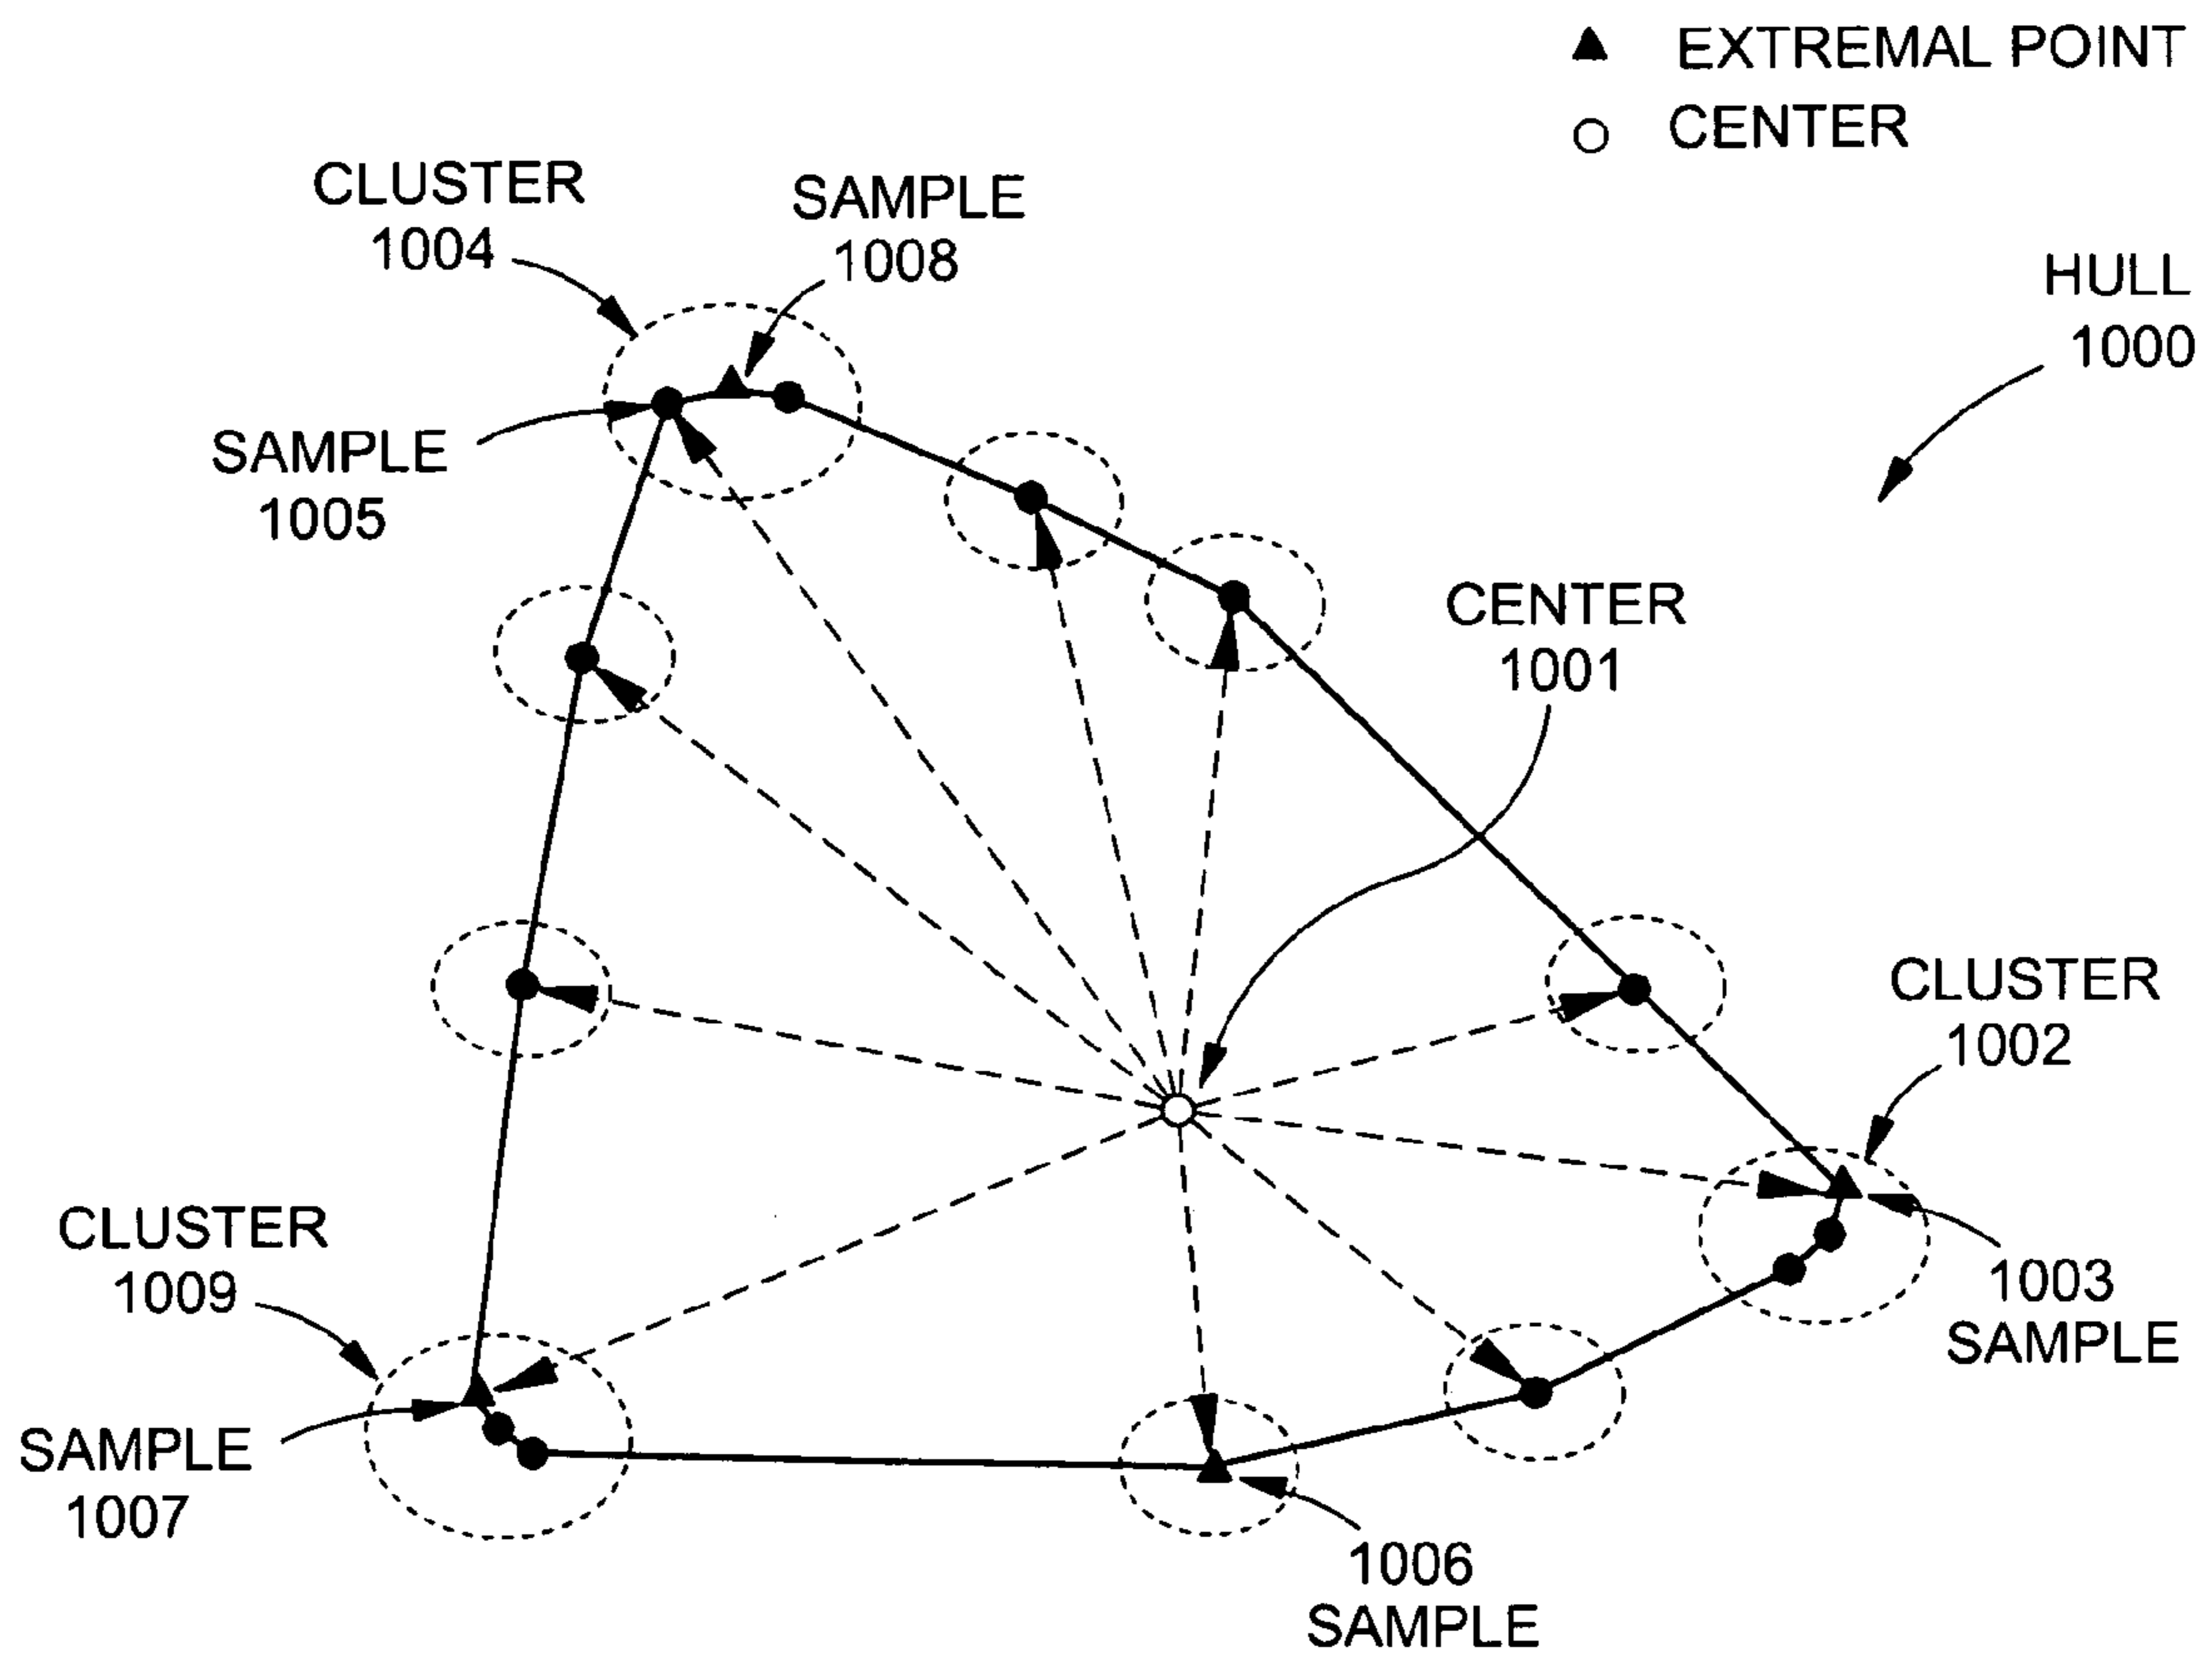 EXTREMAL POINT
CENTER
CLUSTER
1004
SAMPLE
1008
HULL
1000
SAMPLE
1005
CENTER
1001
CLUSTER
1002
CLUSTER
1009
1003
SAMPLE
SAMPLE
1007
1006
SAMPLE